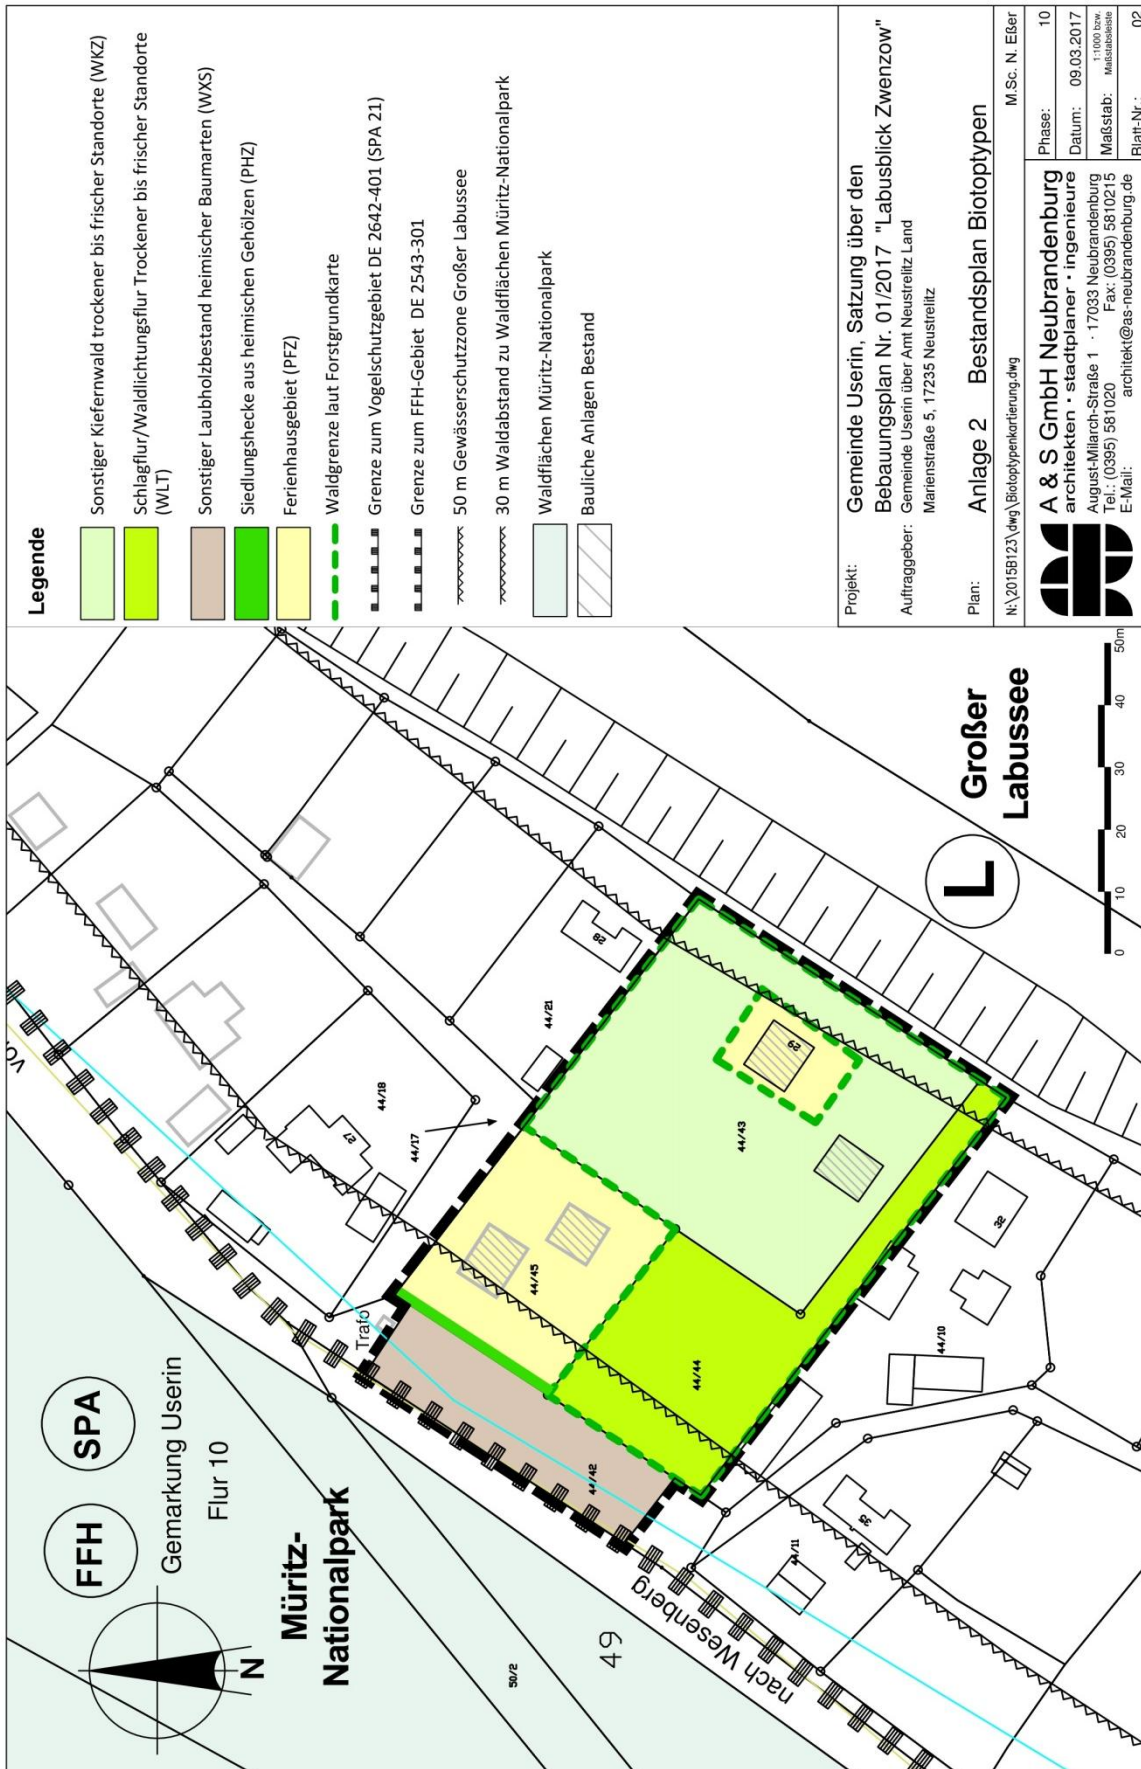 FFH
SPA
Gemarkung Userin
Flur 10
N
Müritz-
Nationalpark
50/2
49
nach Wesenberg
Trafo
44/18
44/17
44/21
27
28
29
44/45
44/43
44/44
44/42
44/10
44/11
32
L
Großer
Labussee
0 10 20 30 40 50m
Legende
Sonstiger Kiefernwald trockener bis frischer Standorte (WKZ)
Schlagflur/Waldlichtungsflur Trockener bis frischer Standorte
(WLT)
Sonstiger Laubholzbestand heimischer Baumarten (WXS)
Siedlungshecke aus heimischen Gehölzen (PHZ)
Ferienhausgebiet (PFZ)
Waldgrenze laut Forstgrundkarte
Grenze zum Vogelschutzgebiet DE 2642-401 (SPA 21)
Grenze zum FFH-Gebiet DE 2543-301
50 m Gewässerschutzzone Großer Labussee
30 m Waldabstand zu Waldflächen Müritz-Nationalpark
Waldflächen Müritz-Nationalpark
Bauliche Anlagen Bestand
Projekt: Gemeinde Userin, Satzung über den
Bebauungsplan Nr. 01/2017 "Labusblick Zwenzow"
Auftraggeber: Gemeinde Userin über Amt Neustrelitz Land
Marienstraße 5, 17235 Neustrelitz
Plan: Anlage 2 Bestandsplan Biotoptypen
N:\2015B123\dwg\Biotoptypenkartierung.dwg M.Sc. N. Eßer
A & S GmbH Neubrandenburg
architekten · stadtplaner · ingenieure
August-Milarch-Straße 1 · 17033 Neubrandenburg
Tel.: (0395) 581020 Fax: (0395) 5810215
E-Mail: architekt@as-neubrandenburg.de
Phase: 10
Datum: 09.03.2017
Maßstab: 1:1000 bzw. Maßstabsleiste
Blatt-Nr.: 02